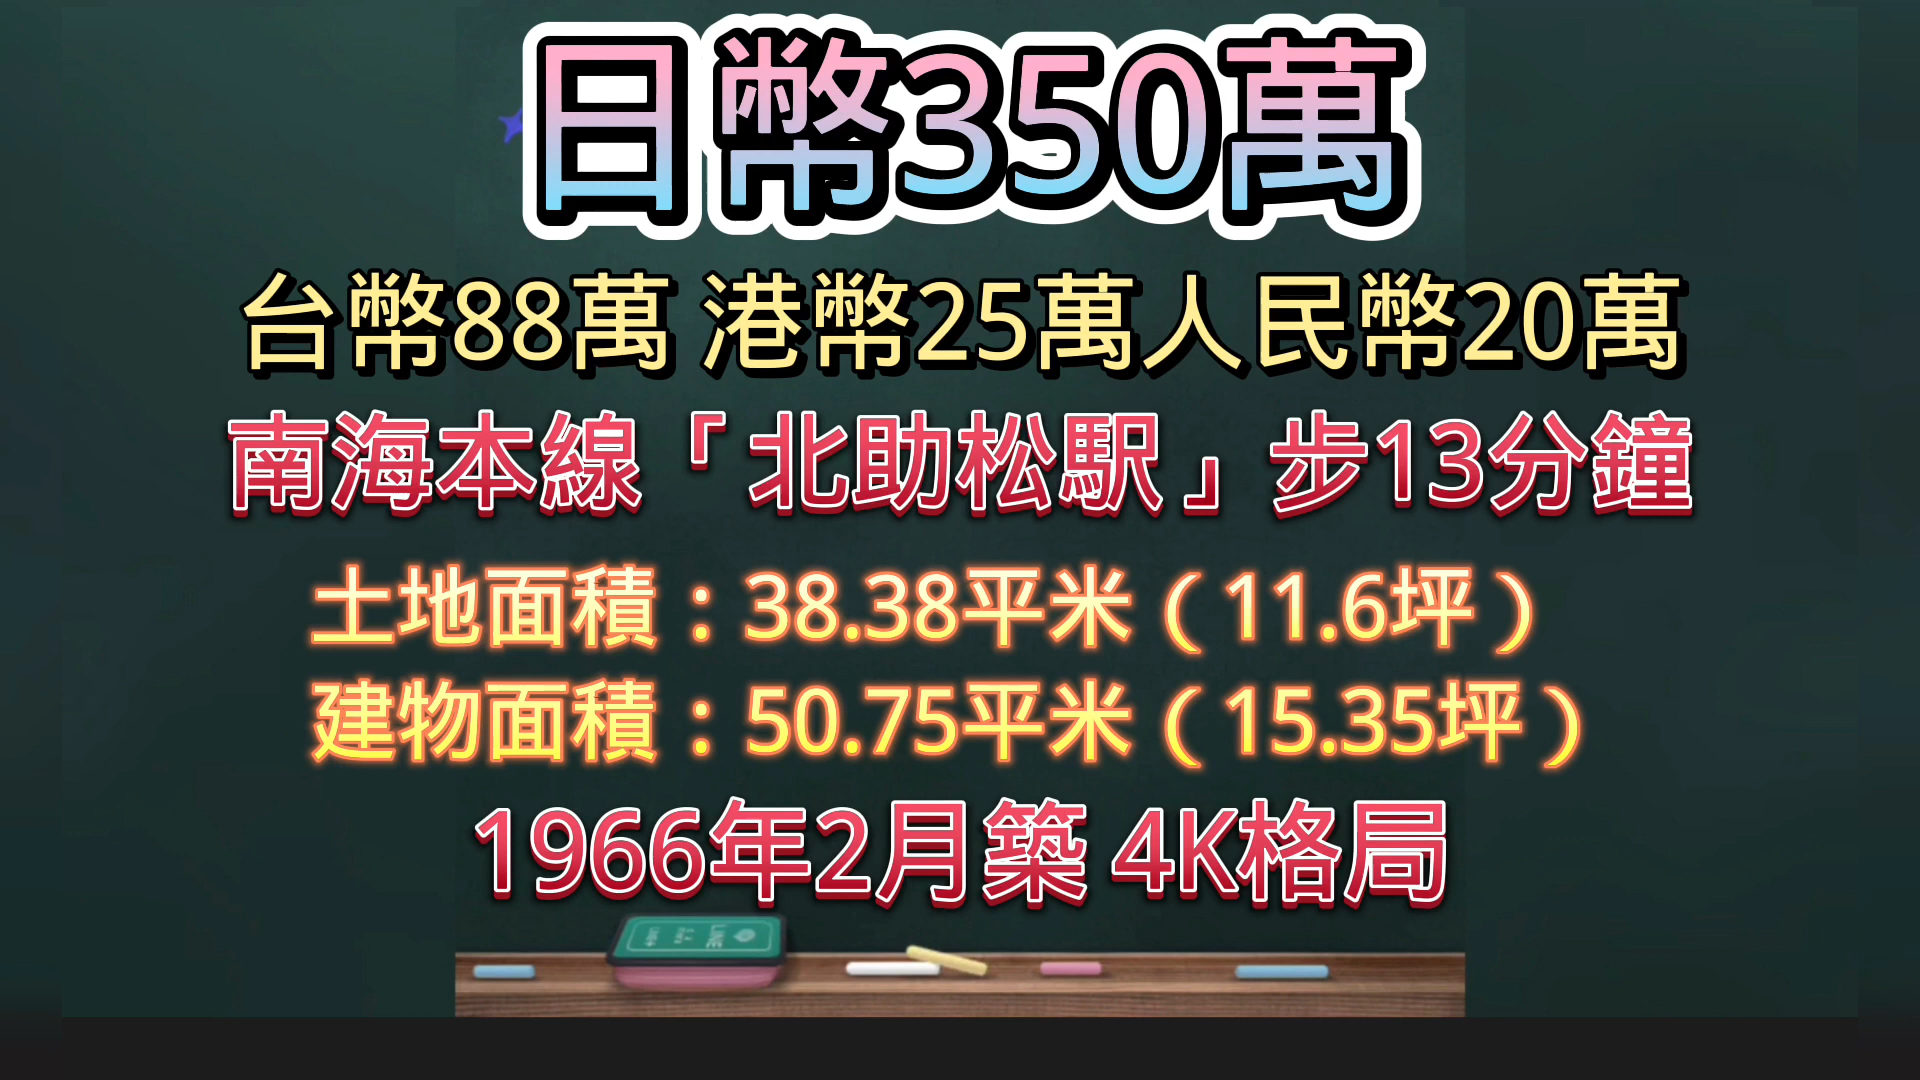 日幣350萬
台幣88萬 港幣25萬人民幣20萬
南海本線「北助松駅」步13分鐘
土地面積：38.38平米（11.6坪）
建物面積：50.75平米（15.35坪）
1966年2月築 4K格局
LINE